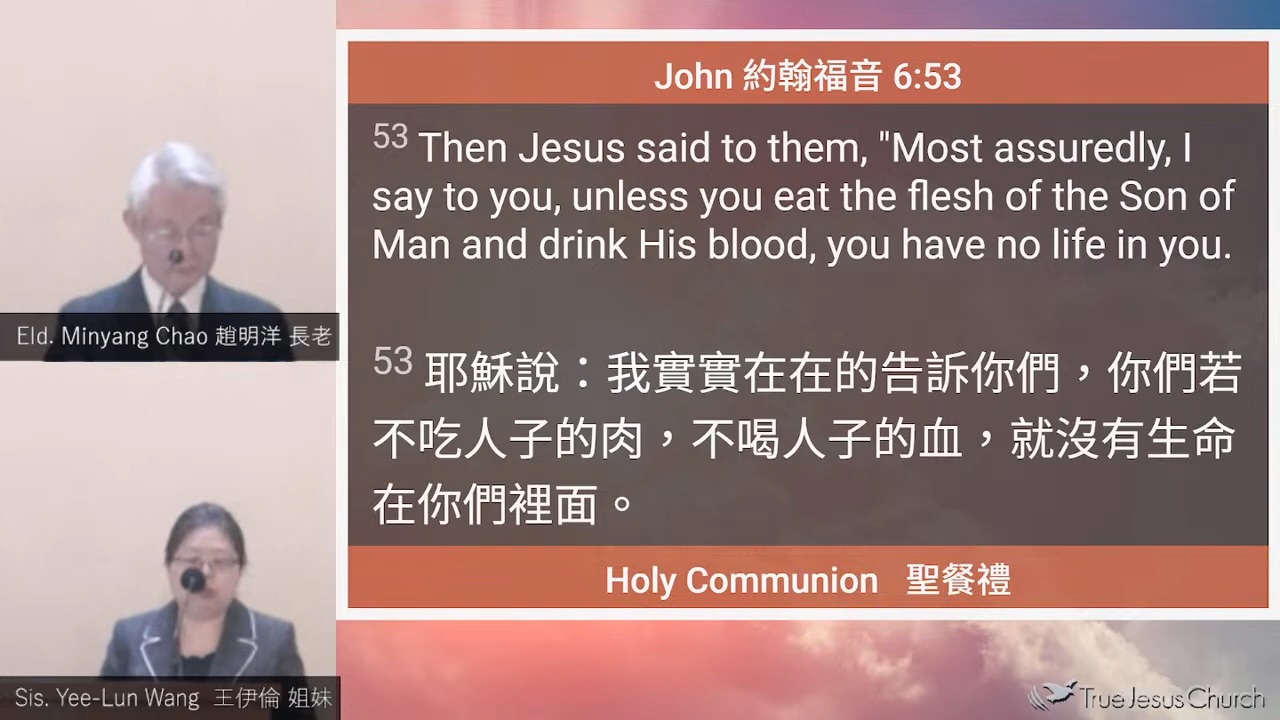 John 約翰福音 6:53
53 Then Jesus said to them, "Most assuredly, I
say to you, unless you eat the flesh of the Son of
Man and drink His blood, you have no life in you.
53 耶穌說：我實實在在的告訴你們，你們若
不吃人子的肉，不喝人子的血，就沒有生命
在你們裡面。
Holy Communion 聖餐禮
Eld. Minyang Chao 趙明洋 長老
Sis. Yee-Lun Wang 王伊倫 姐妹
True Jesus Church